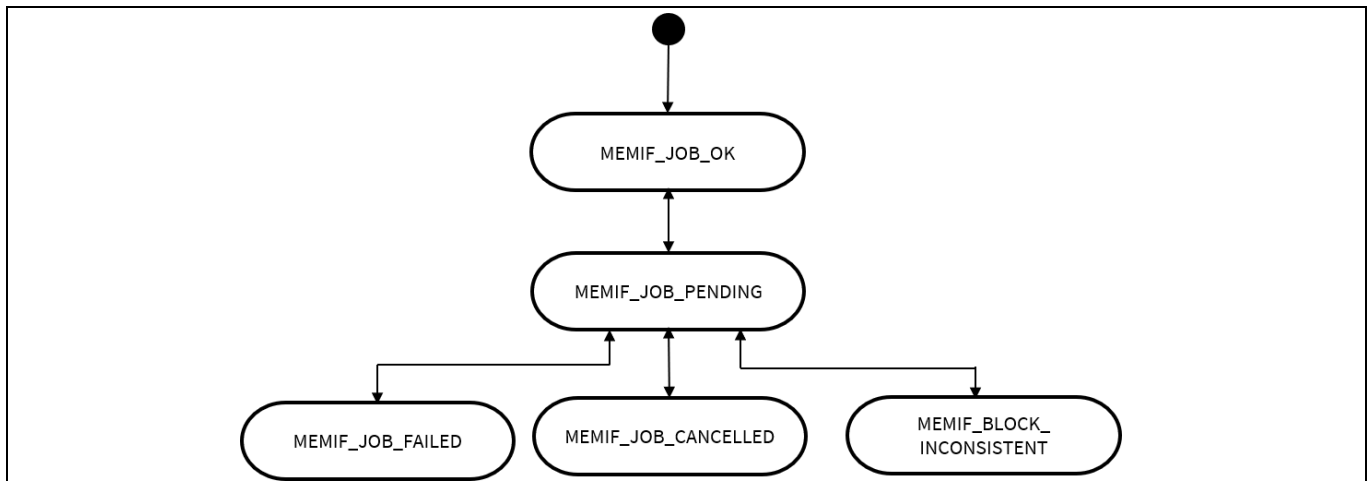 MEMIF_JOB_OK
MEMIF_JOB_PENDING
MEMIF_JOB_FAILED
MEMIF_JOB_CANCELLED
MEMIF_BLOCK_
INCONSISTENT